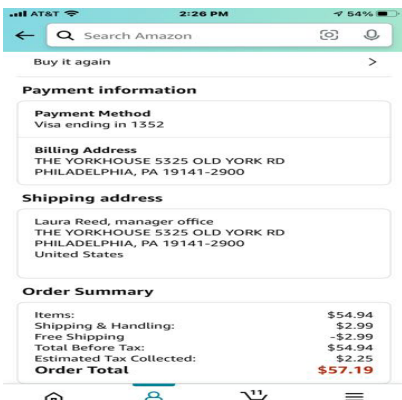 AT&T 2:26 PM 54%
Search Amazon
Buy it again
Payment information
Payment Method
Visa ending in 1352
Billing Address
THE YORKHOUSE 5325 OLD YORK RD
PHILADELPHIA, PA 19141-2900
Shipping address
Laura Reed, manager office
THE YORKHOUSE 5325 OLD YORK RD
PHILADELPHIA, PA 19141-2900
United States
Order Summary
Items: $54.94
Shipping & Handling: $2.99
Free Shipping -$2.99
Total Before Tax: $54.94
Estimated Tax Collected: $2.25
Order Total $57.19
11